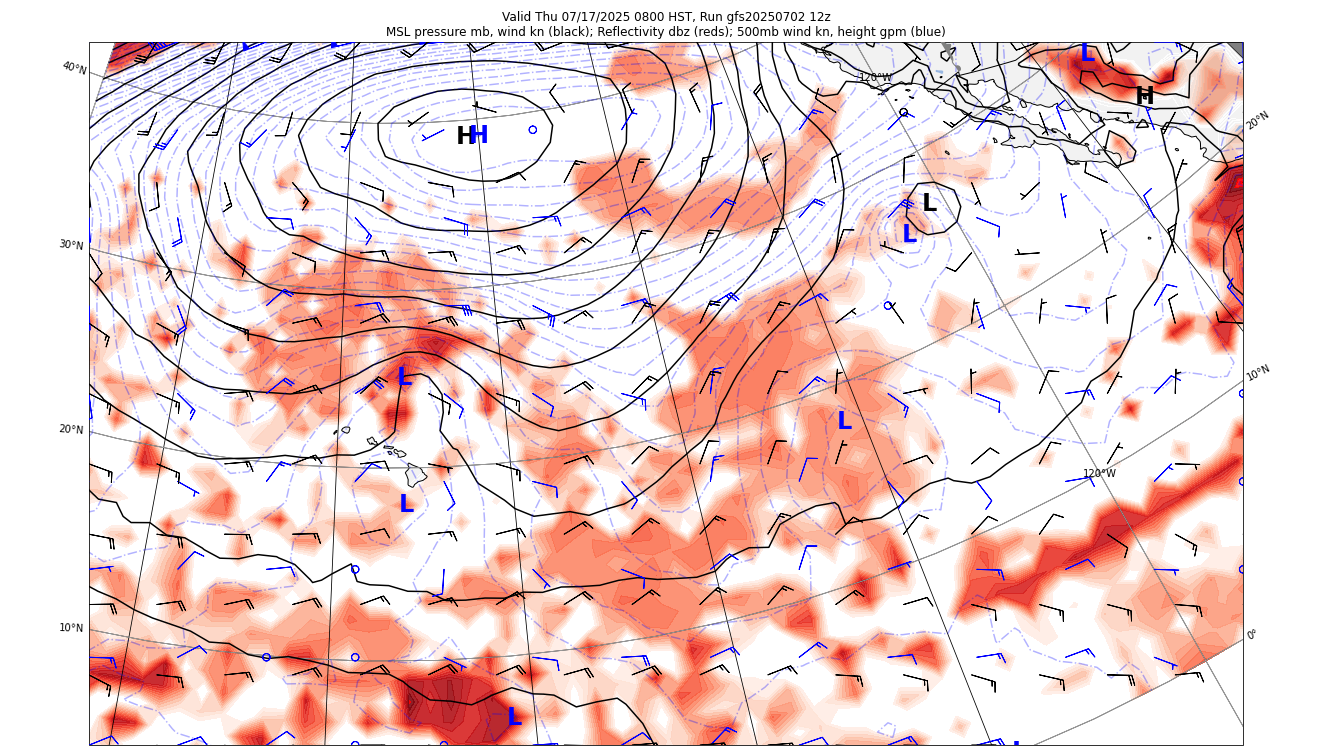 Valid Thu 07/17/2025 0800 HST, Run gfs20250702 12z
MSL pressure mb, wind kn (black); Reflectivity dbz (reds); 500mb wind kn, height gpm (blue)
L
L
L
40°N
120°W
H
20°N
H
H
L
L
30°N
L
10°N
L
20°N
120°W
L
10°N
0°
L
L